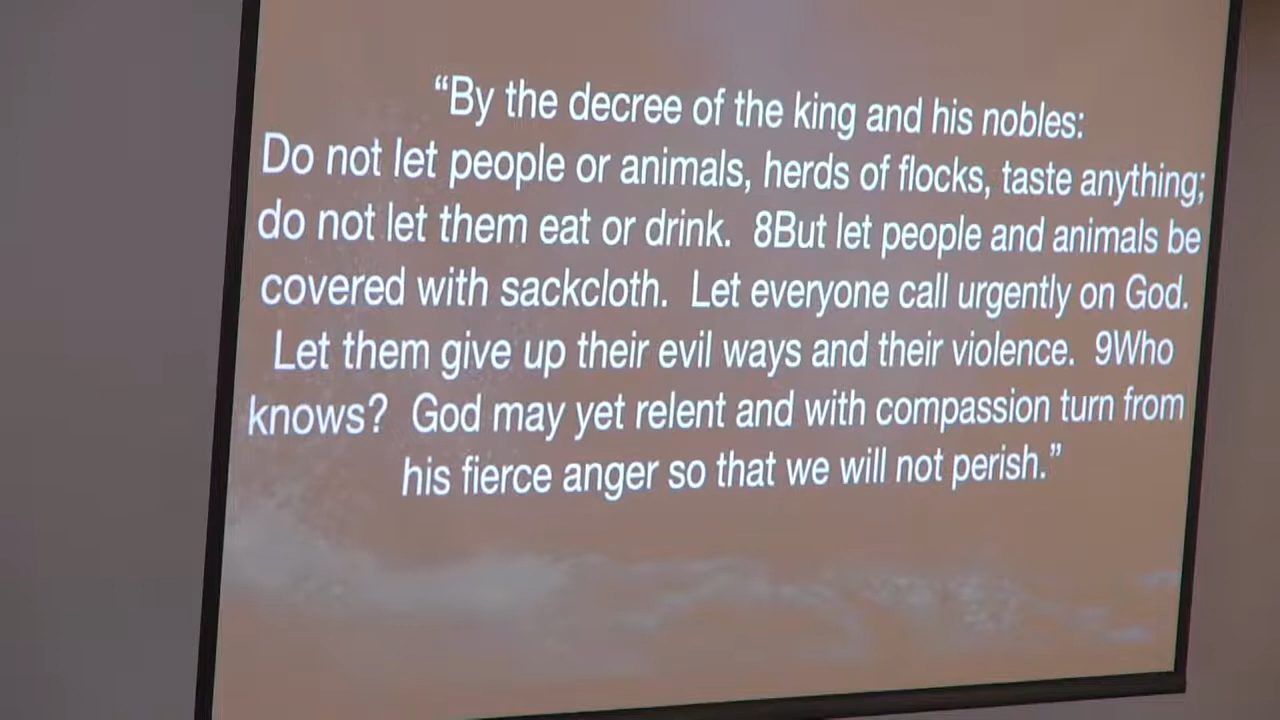 “By the decree of the king and his nobles:
Do not let people or animals, herds of flocks, taste anything;
do not let them eat or drink.  8But let people and animals be
covered with sackcloth.  Let everyone call urgently on God.
Let them give up their evil ways and their violence.  9Who
knows?  God may yet relent and with compassion turn from
his fierce anger so that we will not perish.”